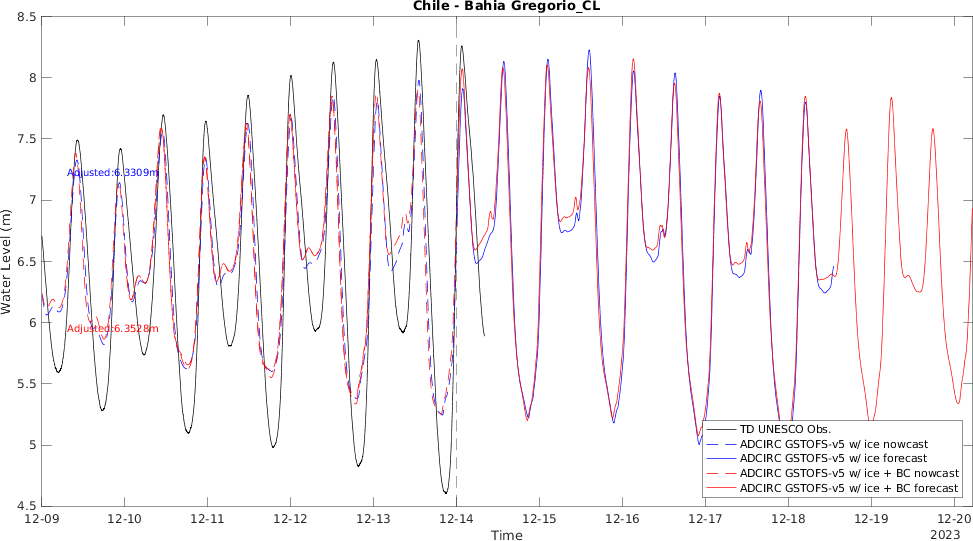 Chile - Bahia Gregorio_CL
8.5
8
7.5
7
6.5
6
5.5
5
4.5
Water Level (m)
Adjusted:6.3309m
Adjusted:6.3528m
TD UNESCO Obs.
ADCIRC GSTOFS-v5 w/ ice nowcast
ADCIRC GSTOFS-v5 w/ ice forecast
ADCIRC GSTOFS-v5 w/ ice + BC nowcast
ADCIRC GSTOFS-v5 w/ ice + BC forecast
12-09 12-10 12-11 12-12 12-13 12-14 12-15 12-16 12-17 12-18 12-19 12-20
Time
2023